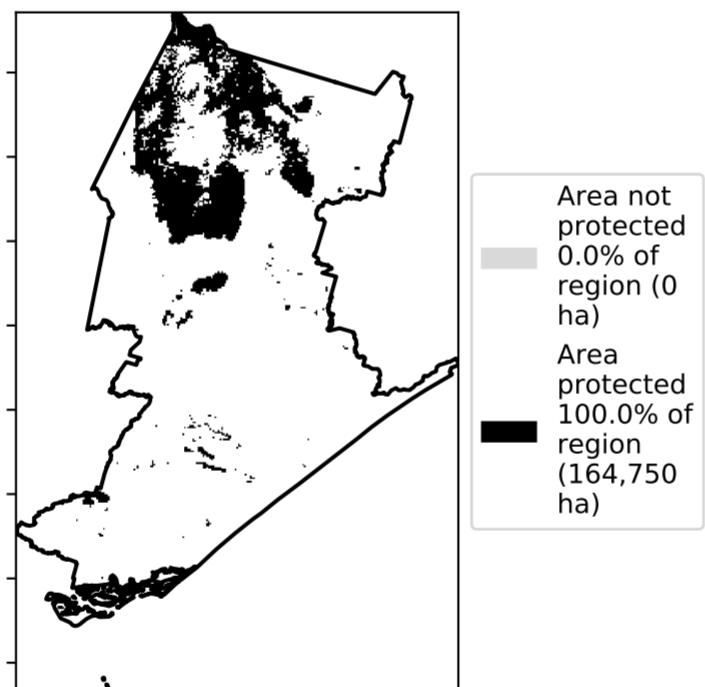 Area not
protected
0.0% of
region (0
ha)
Area
protected
100.0% of
region
(164,750
ha)